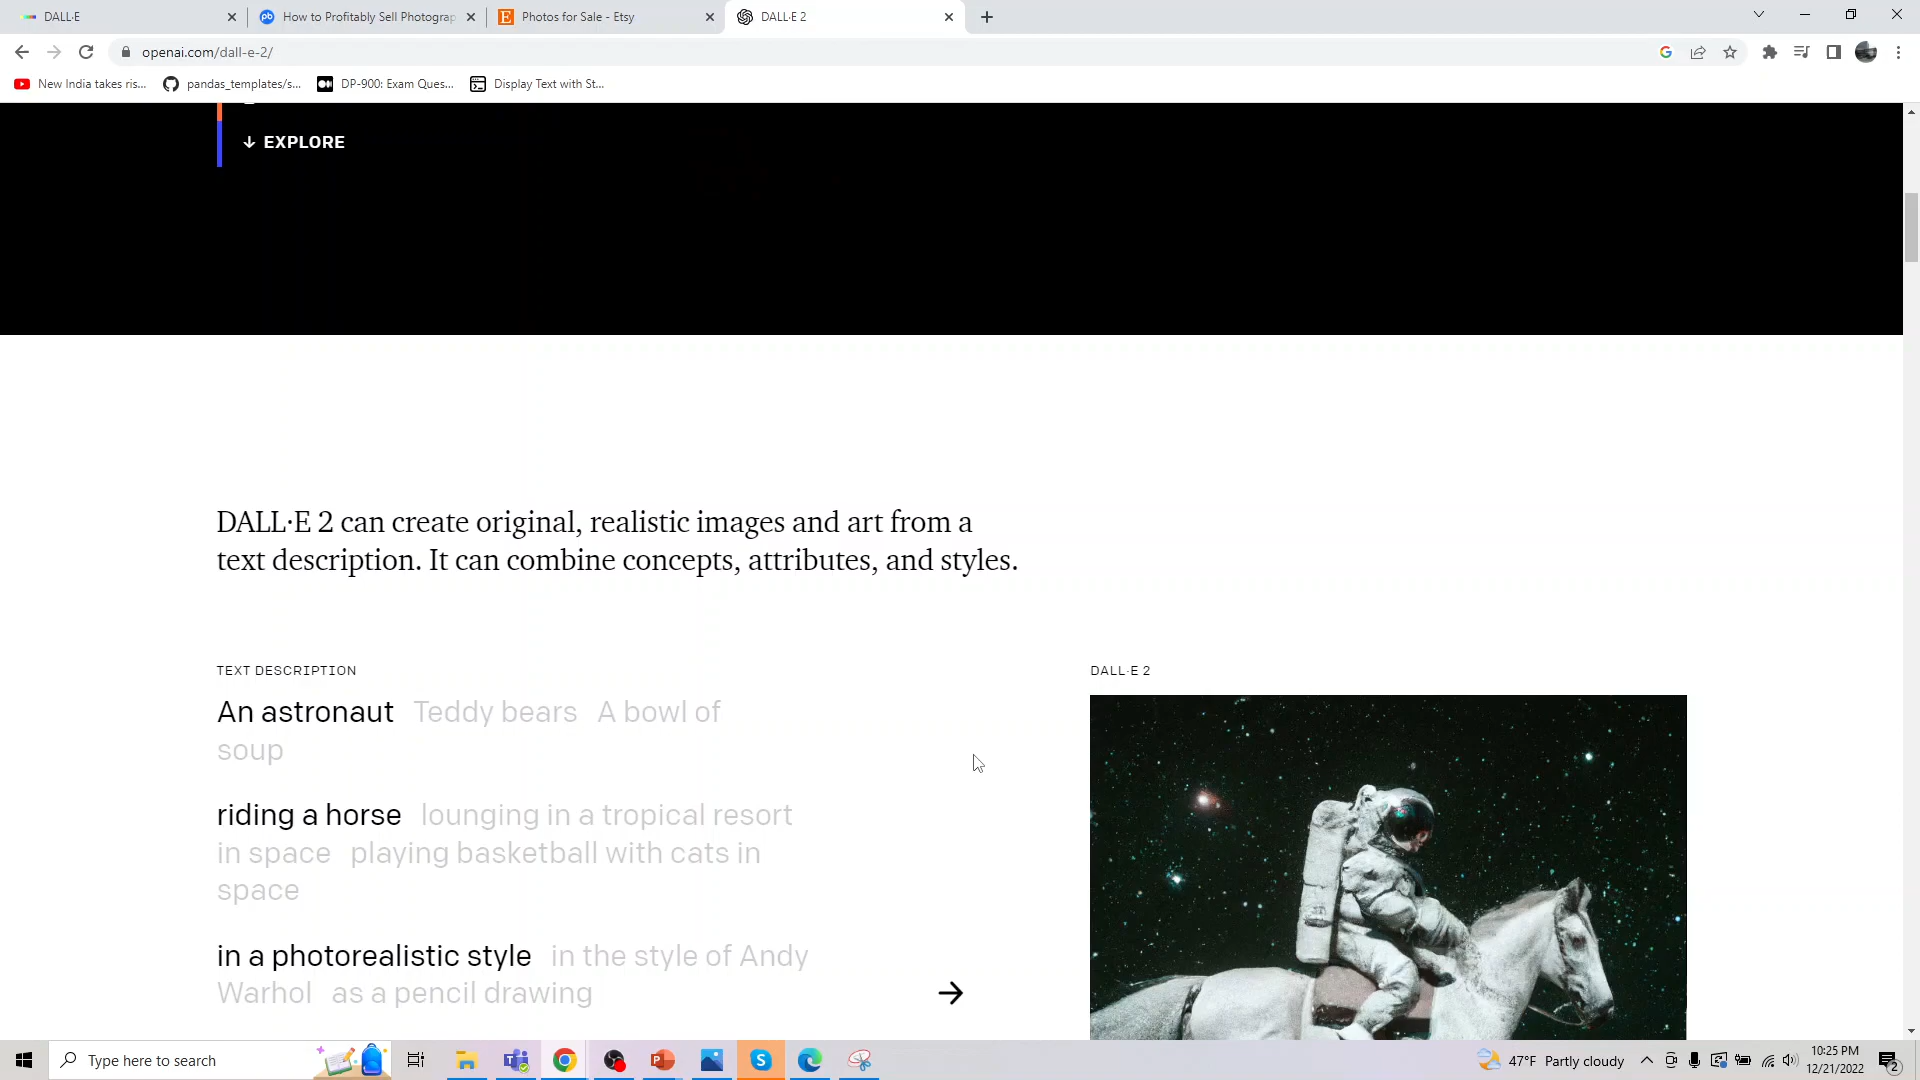 DALL·E
How to Profitably Sell Photograp
Photos for Sale - Etsy
DALL·E 2
openai.com/dall-e-2/
New India takes ris...
pandas_templates/s...
DP-900: Exam Ques...
Display Text with St...
↓ EXPLORE
DALL·E 2 can create original, realistic images and art from a
text description. It can combine concepts, attributes, and styles.
TEXT DESCRIPTION
An astronaut Teddy bears A bowl of
soup
riding a horse lounging in a tropical resort
in space playing basketball with cats in
space
in a photorealistic style in the style of Andy
Warhol as a pencil drawing
DALL·E 2
Type here to search
47°F Partly cloudy
10:25 PM
12/21/2022
2